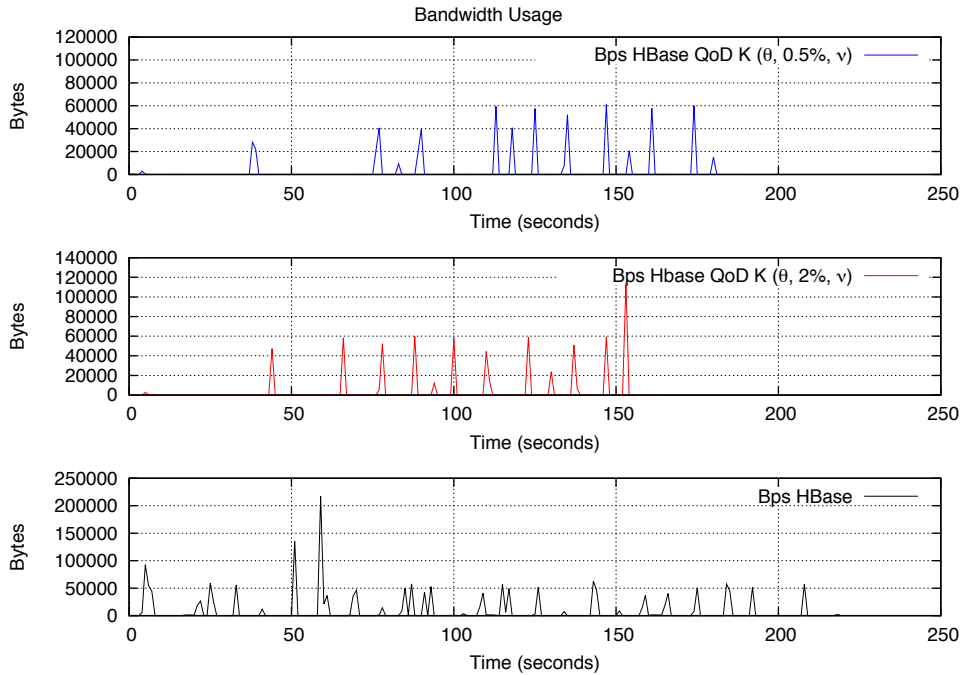 Bandwidth Usage
120000
100000
80000
60000
40000
20000
0
Bytes
Bps HBase QoD K (θ, 0.5%, ν)
0 50 100 150 200 250
Time (seconds)
140000
120000
100000
80000
60000
40000
20000
0
Bytes
Bps Hbase QoD K (θ, 2%, ν)
0 50 100 150 200 250
Time (seconds)
250000
200000
150000
100000
50000
0
Bytes
Bps HBase
0 50 100 150 200 250
Time (seconds)